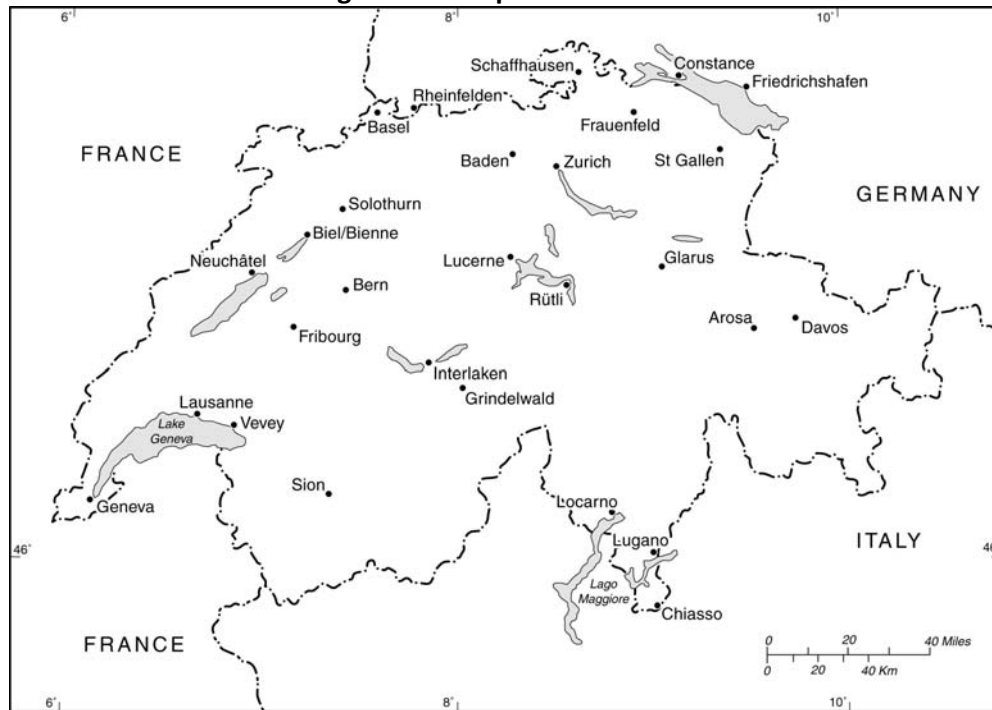 6°
8°
10°
Schaffhausen
Constance
Friedrichshafen
Rheinfelden
Basel
Frauenfeld
FRANCE
Baden
Zurich
St Gallen
GERMANY
Solothurn
Biel/Bienne
Neuchâtel
Lucerne
Glarus
Bern
Rütli
Arosa
Davos
Fribourg
Interlaken
Grindelwald
Lausanne
Lake
Geneva
Vevey
Sion
Geneva
Locarno
Lugano
ITALY
46°
Lago
Maggiore
Chiasso
FRANCE
0 20 40 Miles
0 20 40 Km
6°
8°
10°